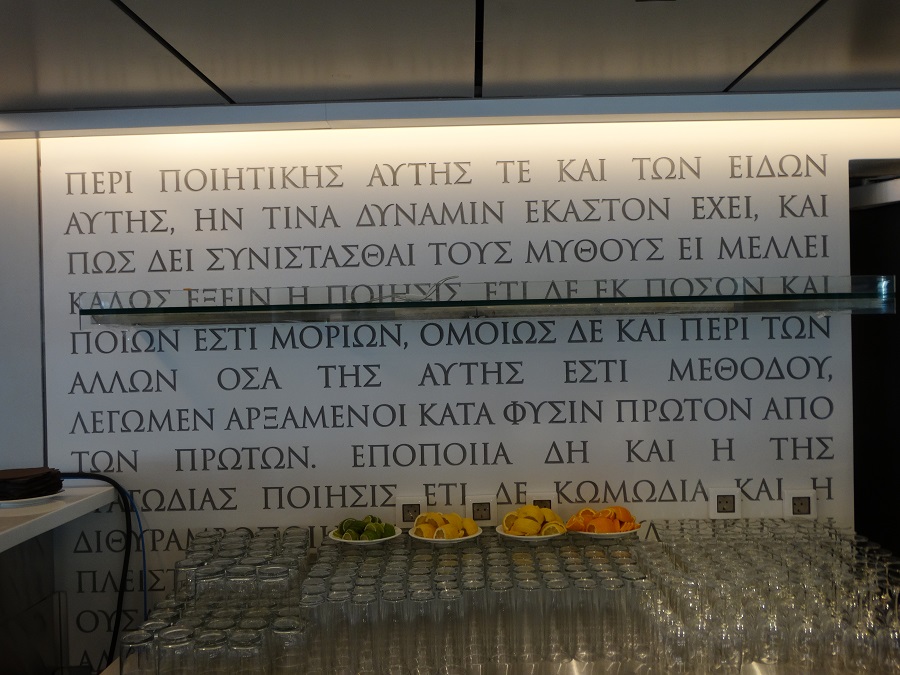 ΠΕΡΙ ΠΟΙΗΤΙΚΗΣ ΑΥΤΗΣ ΤΕ ΚΑΙ ΤΩΝ ΕΙΔΩΝ
ΑΥΤΗΣ, ΗΝ ΤΙΝΑ ΔΥΝΑΜΙΝ ΕΚΑΣΤΟΝ ΕΧΕΙ, ΚΑΙ
ΠΩΣ ΔΕΙ ΣΥΝΙΣΤΑΣΘΑΙ ΤΟΥΣ ΜΥΘΟΥΣ ΕΙ ΜΕΛΛΕΙ
ΚΑΛΩΣ ΕΞΕΙΝ Η ΠΟΙΗΣΙΣ, ΕΤΙ ΔΕ ΕΚ ΠΟΣΩΝ ΚΑΙ
ΠΟΙΩΝ ΕΣΤΙ ΜΟΡΙΩΝ, ΟΜΟΙΩΣ ΔΕ ΚΑΙ ΠΕΡΙ ΤΩΝ
ΑΛΛΩΝ ΟΣΑ ΤΗΣ ΑΥΤΗΣ ΕΣΤΙ ΜΕΘΟΔΟΥ,
ΛΕΓΩΜΕΝ ΑΡΞΑΜΕΝΟΙ ΚΑΤΑ ΦΥΣΙΝ ΠΡΩΤΟΝ ΑΠΟ
ΤΩΝ ΠΡΩΤΩΝ. ΕΠΟΠΟΙΙΑ ΔΗ ΚΑΙ Η ΤΗΣ
ΠΟΙΗΣΙΣ ΕΤΙ ΔΕ ΚΩΜΩΔΙΑ ΚΑΙ Η